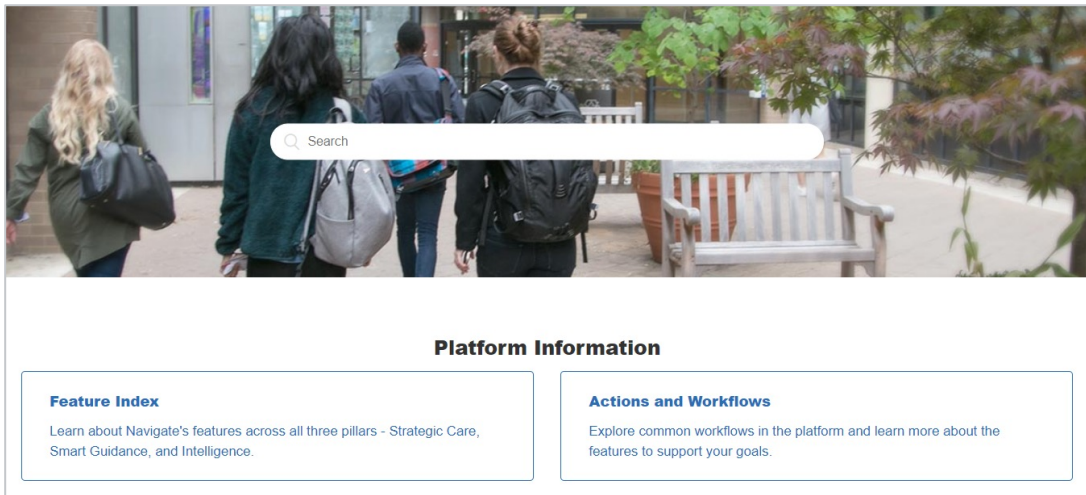 Search
Platform Information
Feature Index
Learn about Navigate's features across all three pillars - Strategic Care,
Smart Guidance, and Intelligence.
Actions and Workflows
Explore common workflows in the platform and learn more about the
features to support your goals.